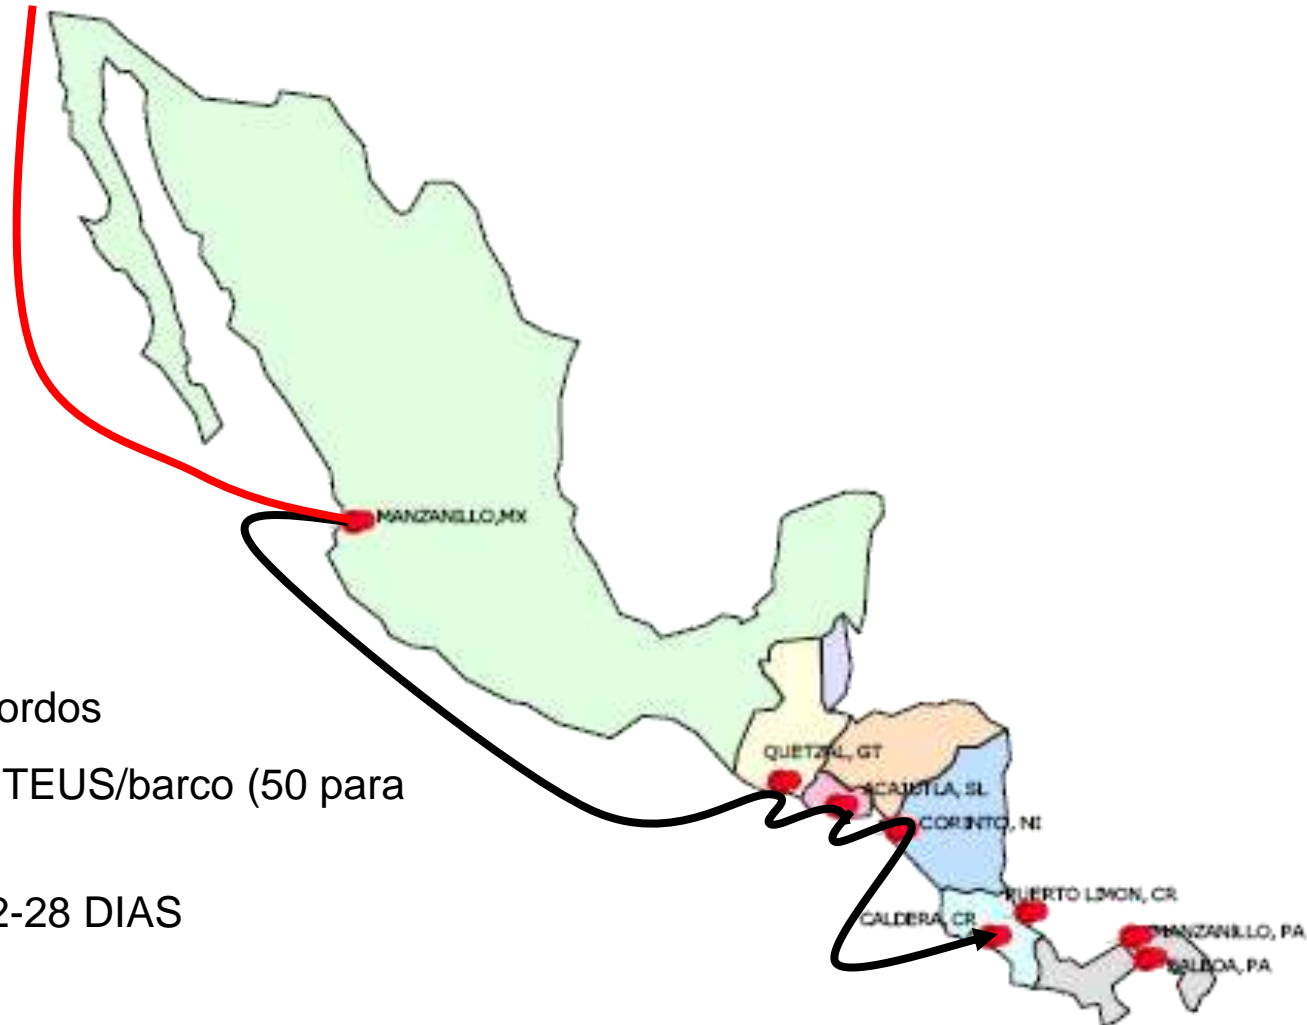 MANZANILLO,MX
ordos
TEUS/barco (50 para
QUETZAL, GT
ACAJUTLA, SL
CORINTO, NI
2-28 DIAS
PUERTO LIMON, CR
CALDERA, CR
MANZANILLO, PA
BALBOA, PA